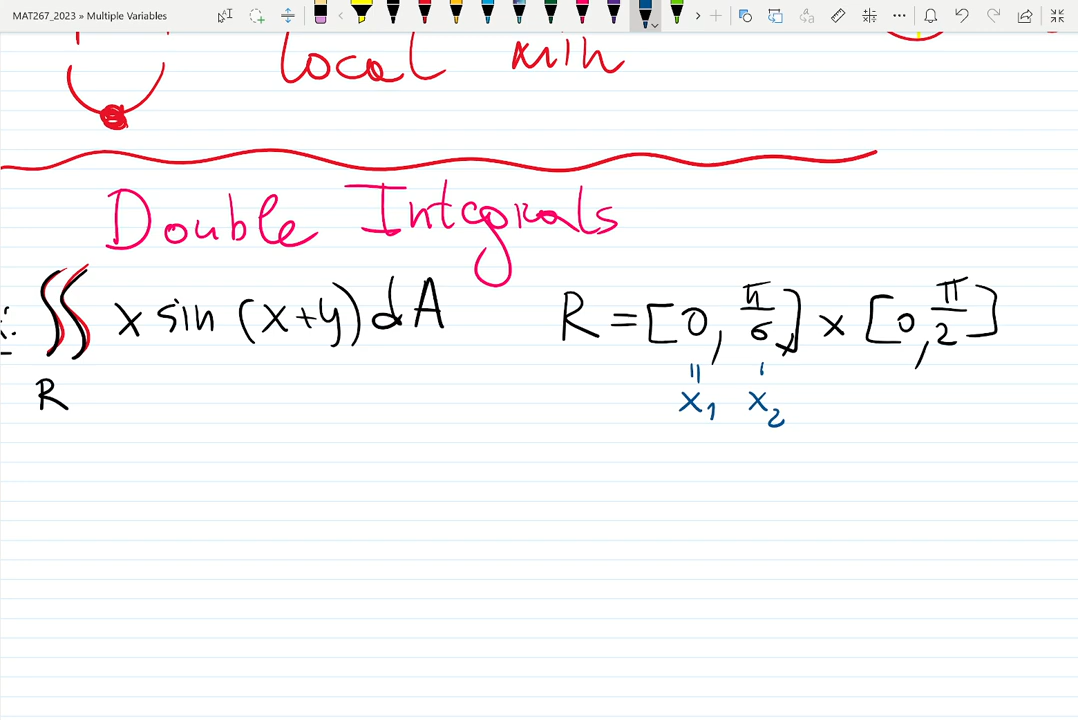 MAT267_2023 » Multiple Variables
local min
Double Integrals
∬ x sin (x+y) dA R = [0, π/6] × [0, π/2]
R
x₁ x₂